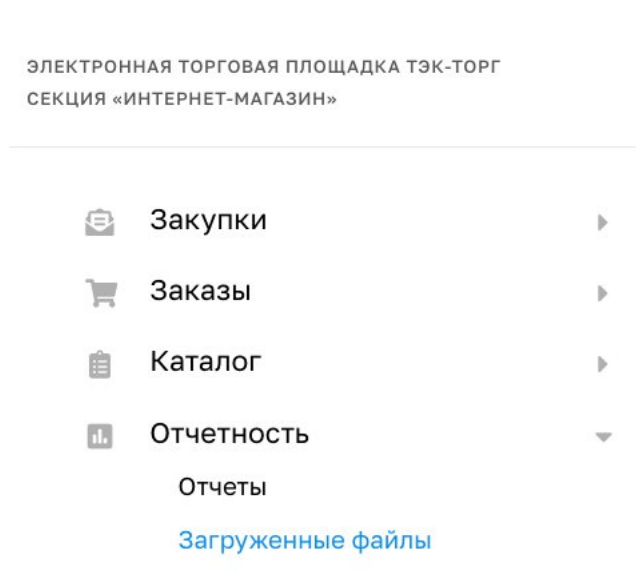 ЭЛЕКТРОННАЯ ТОРГОВАЯ ПЛОЩАДКА ТЭК-ТОРГ
СЕКЦИЯ «ИНТЕРНЕТ-МАГАЗИН»
Закупки
Заказы
Каталог
Отчетность
Отчеты
Загруженные файлы